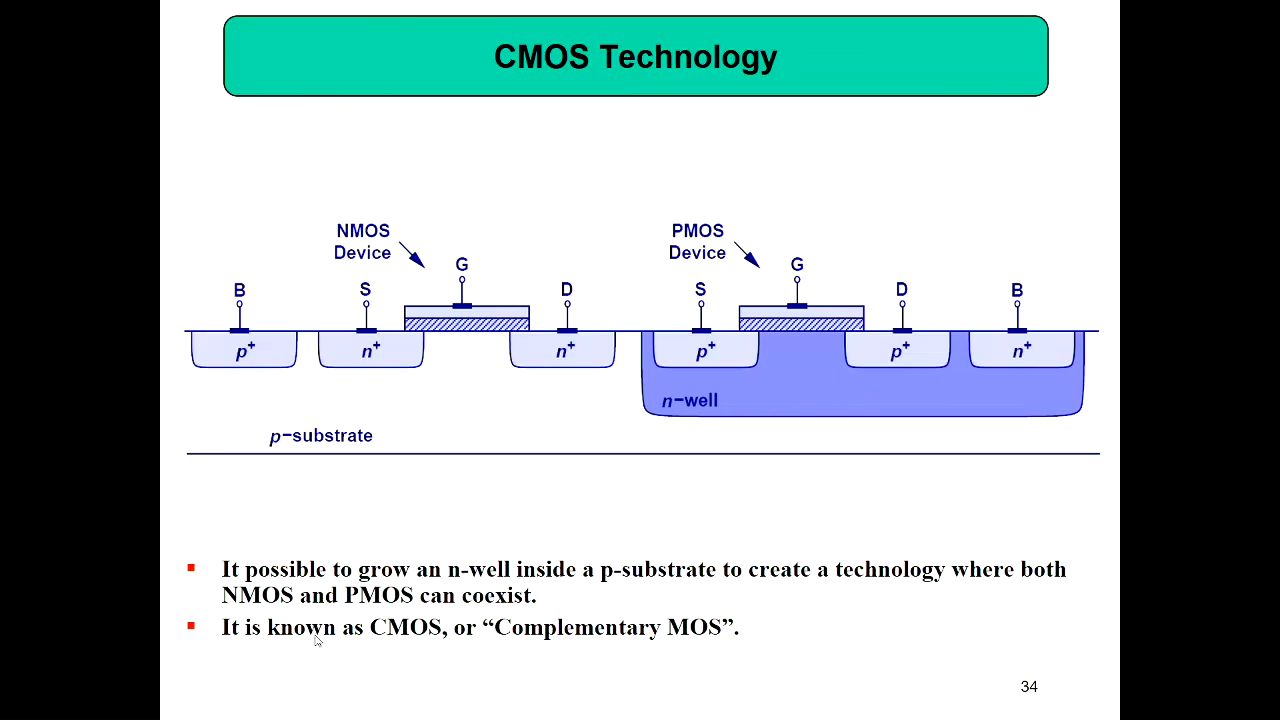 CMOS Technology
NMOS
Device
PMOS
Device
G
G
B
S
D
S
D
B
p+
n+
n+
p+
p+
n+
n−well
p−substrate
It possible to grow an n-well inside a p-substrate to create a technology where both
NMOS and PMOS can coexist.
It is known as CMOS, or “Complementary MOS”.
34